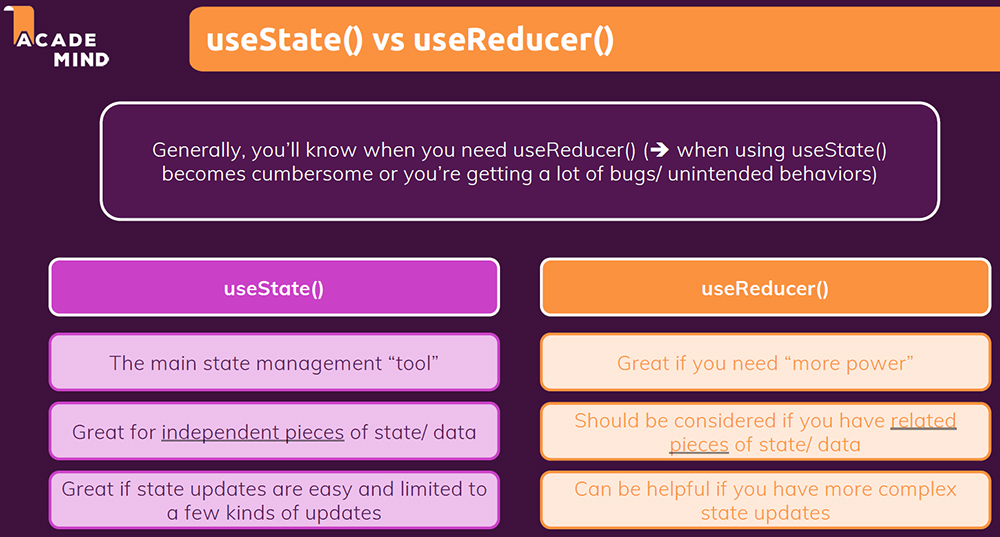 ACADE
MIND
useState() vs useReducer()
Generally, you’ll know when you need useReducer() (➔ when using useState()
becomes cumbersome or you’re getting a lot of bugs/ unintended behaviors)
useState()
useReducer()
The main state management “tool”
Great if you need “more power”
Great for independent pieces of state/ data
Should be considered if you have related
pieces of state/ data
Great if state updates are easy and limited to
a few kinds of updates
Can be helpful if you have more complex
state updates